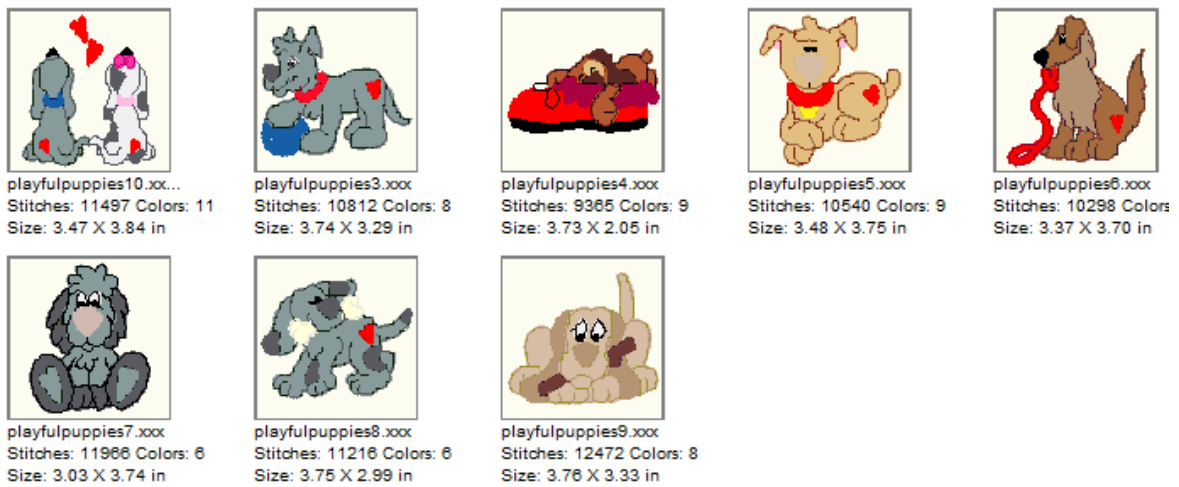 playfulpuppies10.xx...
Stitches: 11497 Colors: 11
Size: 3.47 X 3.84 in
playfulpuppies3.xxx
Stitches: 10812 Colors: 8
Size: 3.74 X 3.29 in
playfulpuppies4.xxx
Stitches: 9365 Colors: 9
Size: 3.73 X 2.05 in
playfulpuppies5.xxx
Stitches: 10540 Colors: 9
Size: 3.48 X 3.75 in
playfulpuppies6.xxx
Stitches: 10298 Colors
Size: 3.37 X 3.70 in
playfulpuppies7.xxx
Stitches: 11966 Colors: 6
Size: 3.03 X 3.74 in
playfulpuppies8.xxx
Stitches: 11216 Colors: 6
Size: 3.75 X 2.99 in
playfulpuppies9.xxx
Stitches: 12472 Colors: 8
Size: 3.76 X 3.33 in